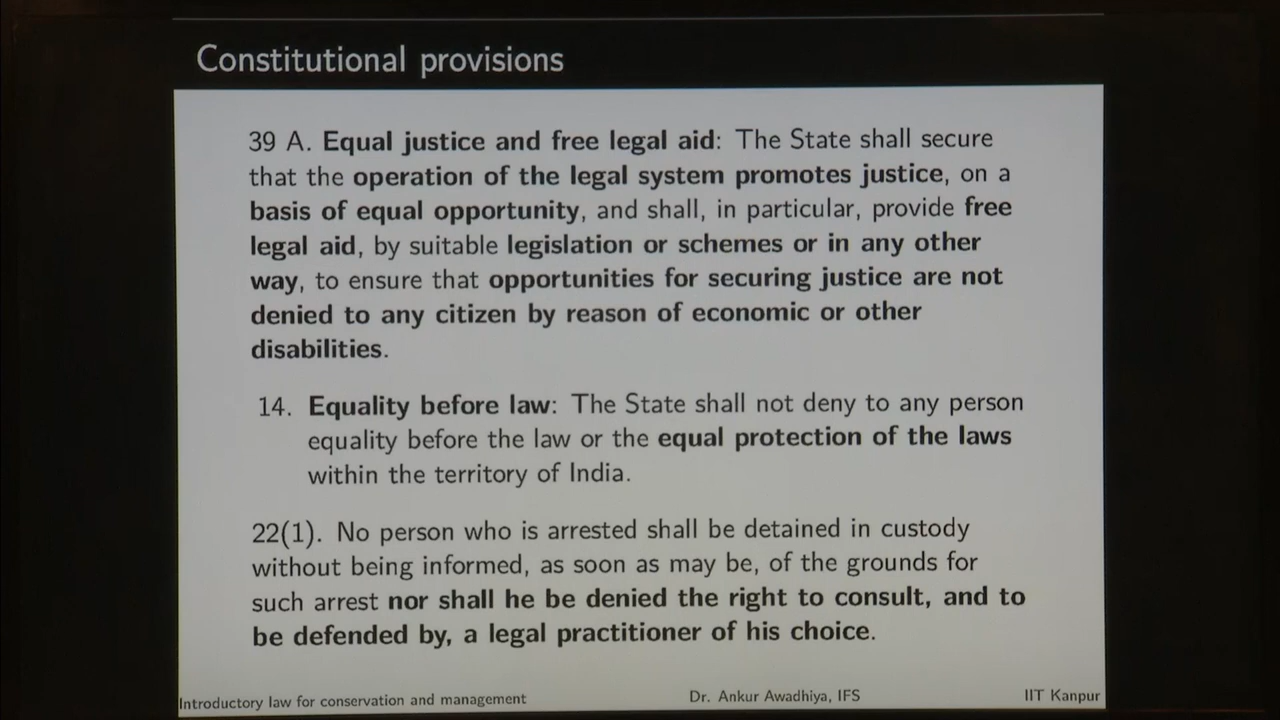 Constitutional provisions
39 A. Equal justice and free legal aid: The State shall secure
that the operation of the legal system promotes justice, on a
basis of equal opportunity, and shall, in particular, provide free
legal aid, by suitable legislation or schemes or in any other
way, to ensure that opportunities for securing justice are not
denied to any citizen by reason of economic or other
disabilities.
14. Equality before law: The State shall not deny to any person
equality before the law or the equal protection of the laws
within the territory of India.
22(1). No person who is arrested shall be detained in custody
without being informed, as soon as may be, of the grounds for
such arrest nor shall he be denied the right to consult, and to
be defended by, a legal practitioner of his choice.
Introductory law for conservation and management Dr. Ankur Awadhiya, IFS IIT Kanpur